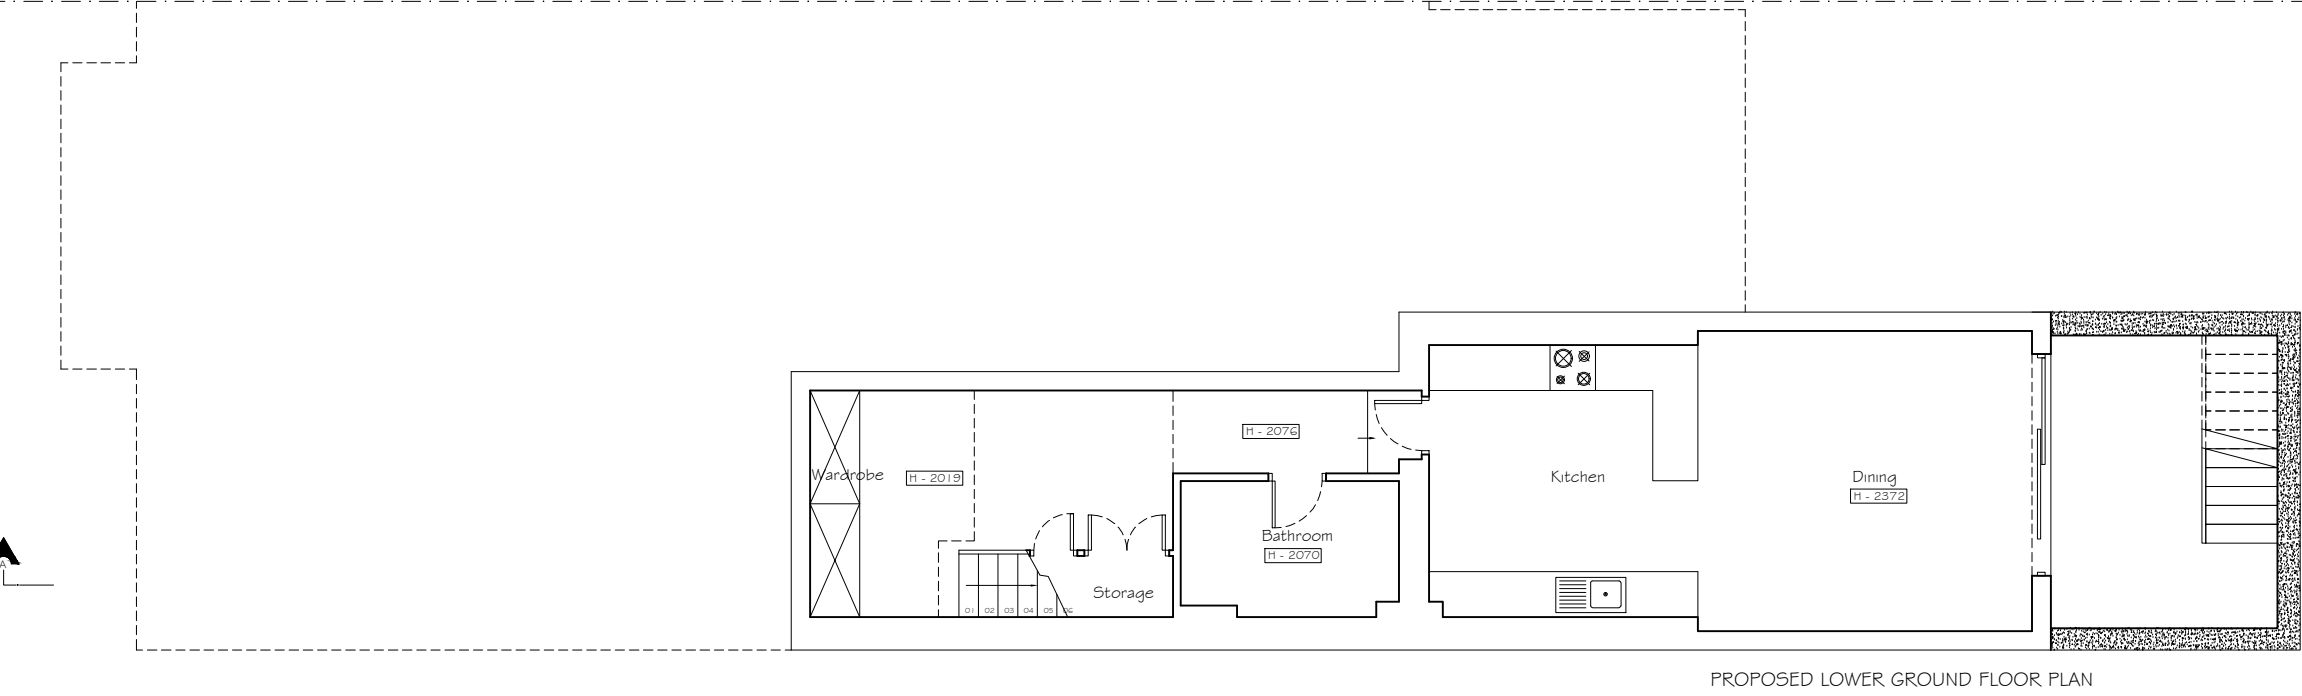 H - 2076
Wardrobe
H - 2019
Kitchen
Dining
H - 2372
Bathroom
H - 2070
A
Storage
01 02 03 04 05 06
PROPOSED LOWER GROUND FLOOR PLAN